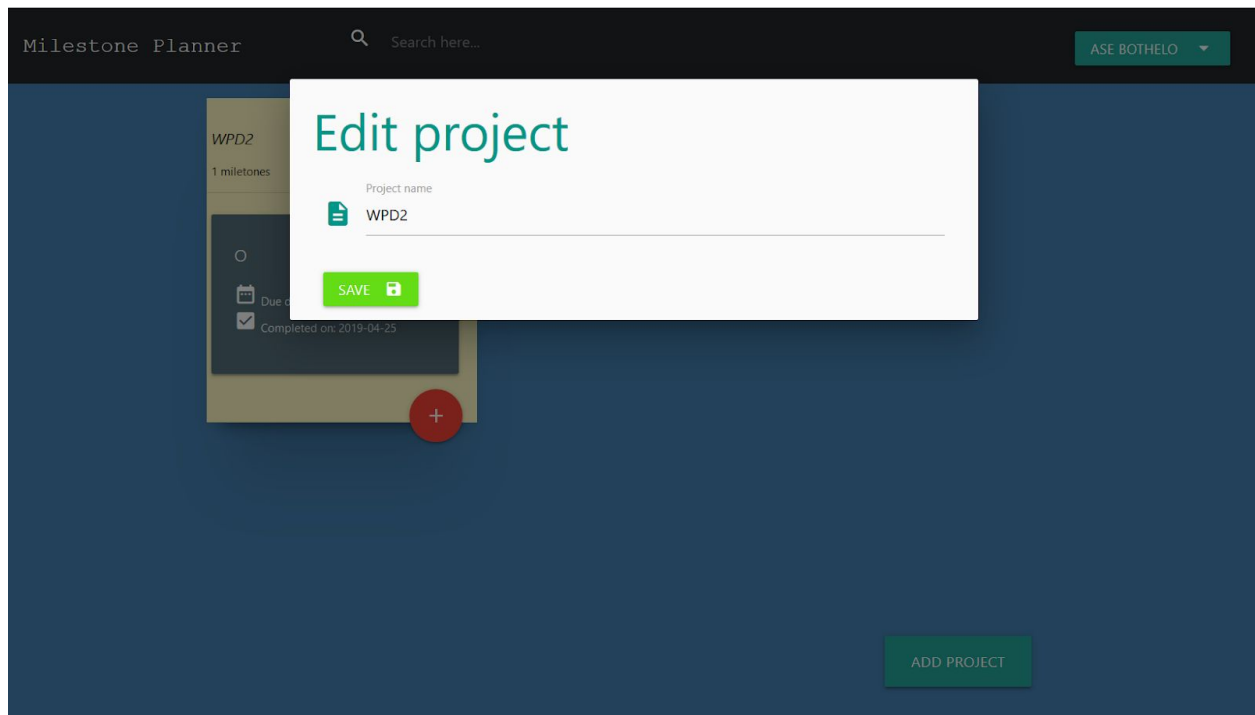 Milestone Planner
Search here...
ASE BOTHELO
Edit project
Project name
WPD2
SAVE
WPD2
1 miletones
O
Due
Completed on: 2019-04-25
+
ADD PROJECT